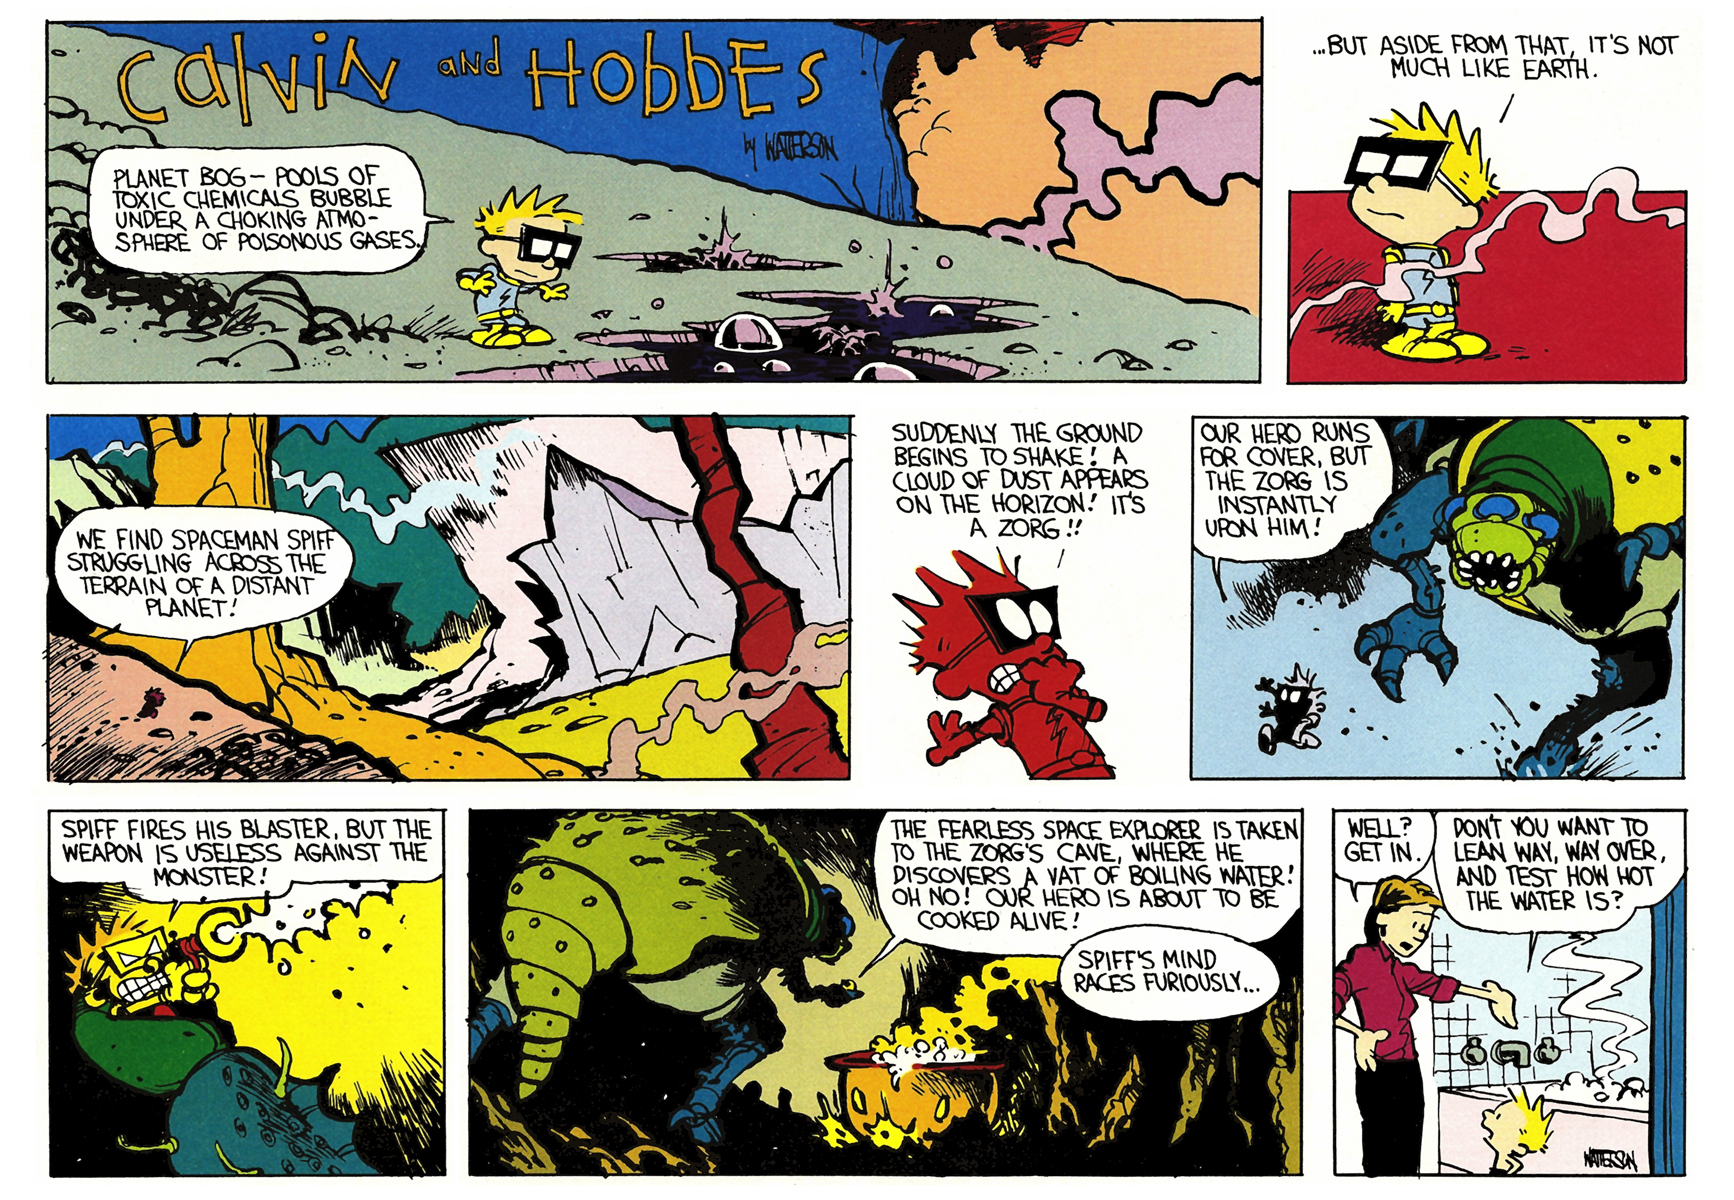 CALVIN and HOBBES
by WATTERSON
PLANET BOG – POOLS OF
TOXIC CHEMICALS BUBBLE
UNDER A CHOKING ATMO-
SPHERE OF POISONOUS GASES.
...BUT ASIDE FROM THAT, IT'S NOT
MUCH LIKE EARTH.
WE FIND SPACEMAN SPIFF
STRUGGLING ACROSS THE
TERRAIN OF A DISTANT
PLANET!
SUDDENLY THE GROUND
BEGINS TO SHAKE! A
CLOUD OF DUST APPEARS
ON THE HORIZON! IT'S
A ZORG!!
OUR HERO RUNS
FOR COVER, BUT
THE ZORG IS
INSTANTLY
UPON HIM!
SPIFF FIRES HIS BLASTER, BUT THE
WEAPON IS USELESS AGAINST THE
MONSTER!
THE FEARLESS SPACE EXPLORER IS TAKEN
TO THE ZORG'S CAVE, WHERE HE
DISCOVERS A VAT OF BOILING WATER!
OH NO! OUR HERO IS ABOUT TO BE
COOKED ALIVE!
SPIFF'S MIND
RACES FURIOUSLY...
WELL?
GET IN.
DON'T YOU WANT TO
LEAN WAY, WAY OVER,
AND TEST HOW HOT
THE WATER IS?
WATTERSON